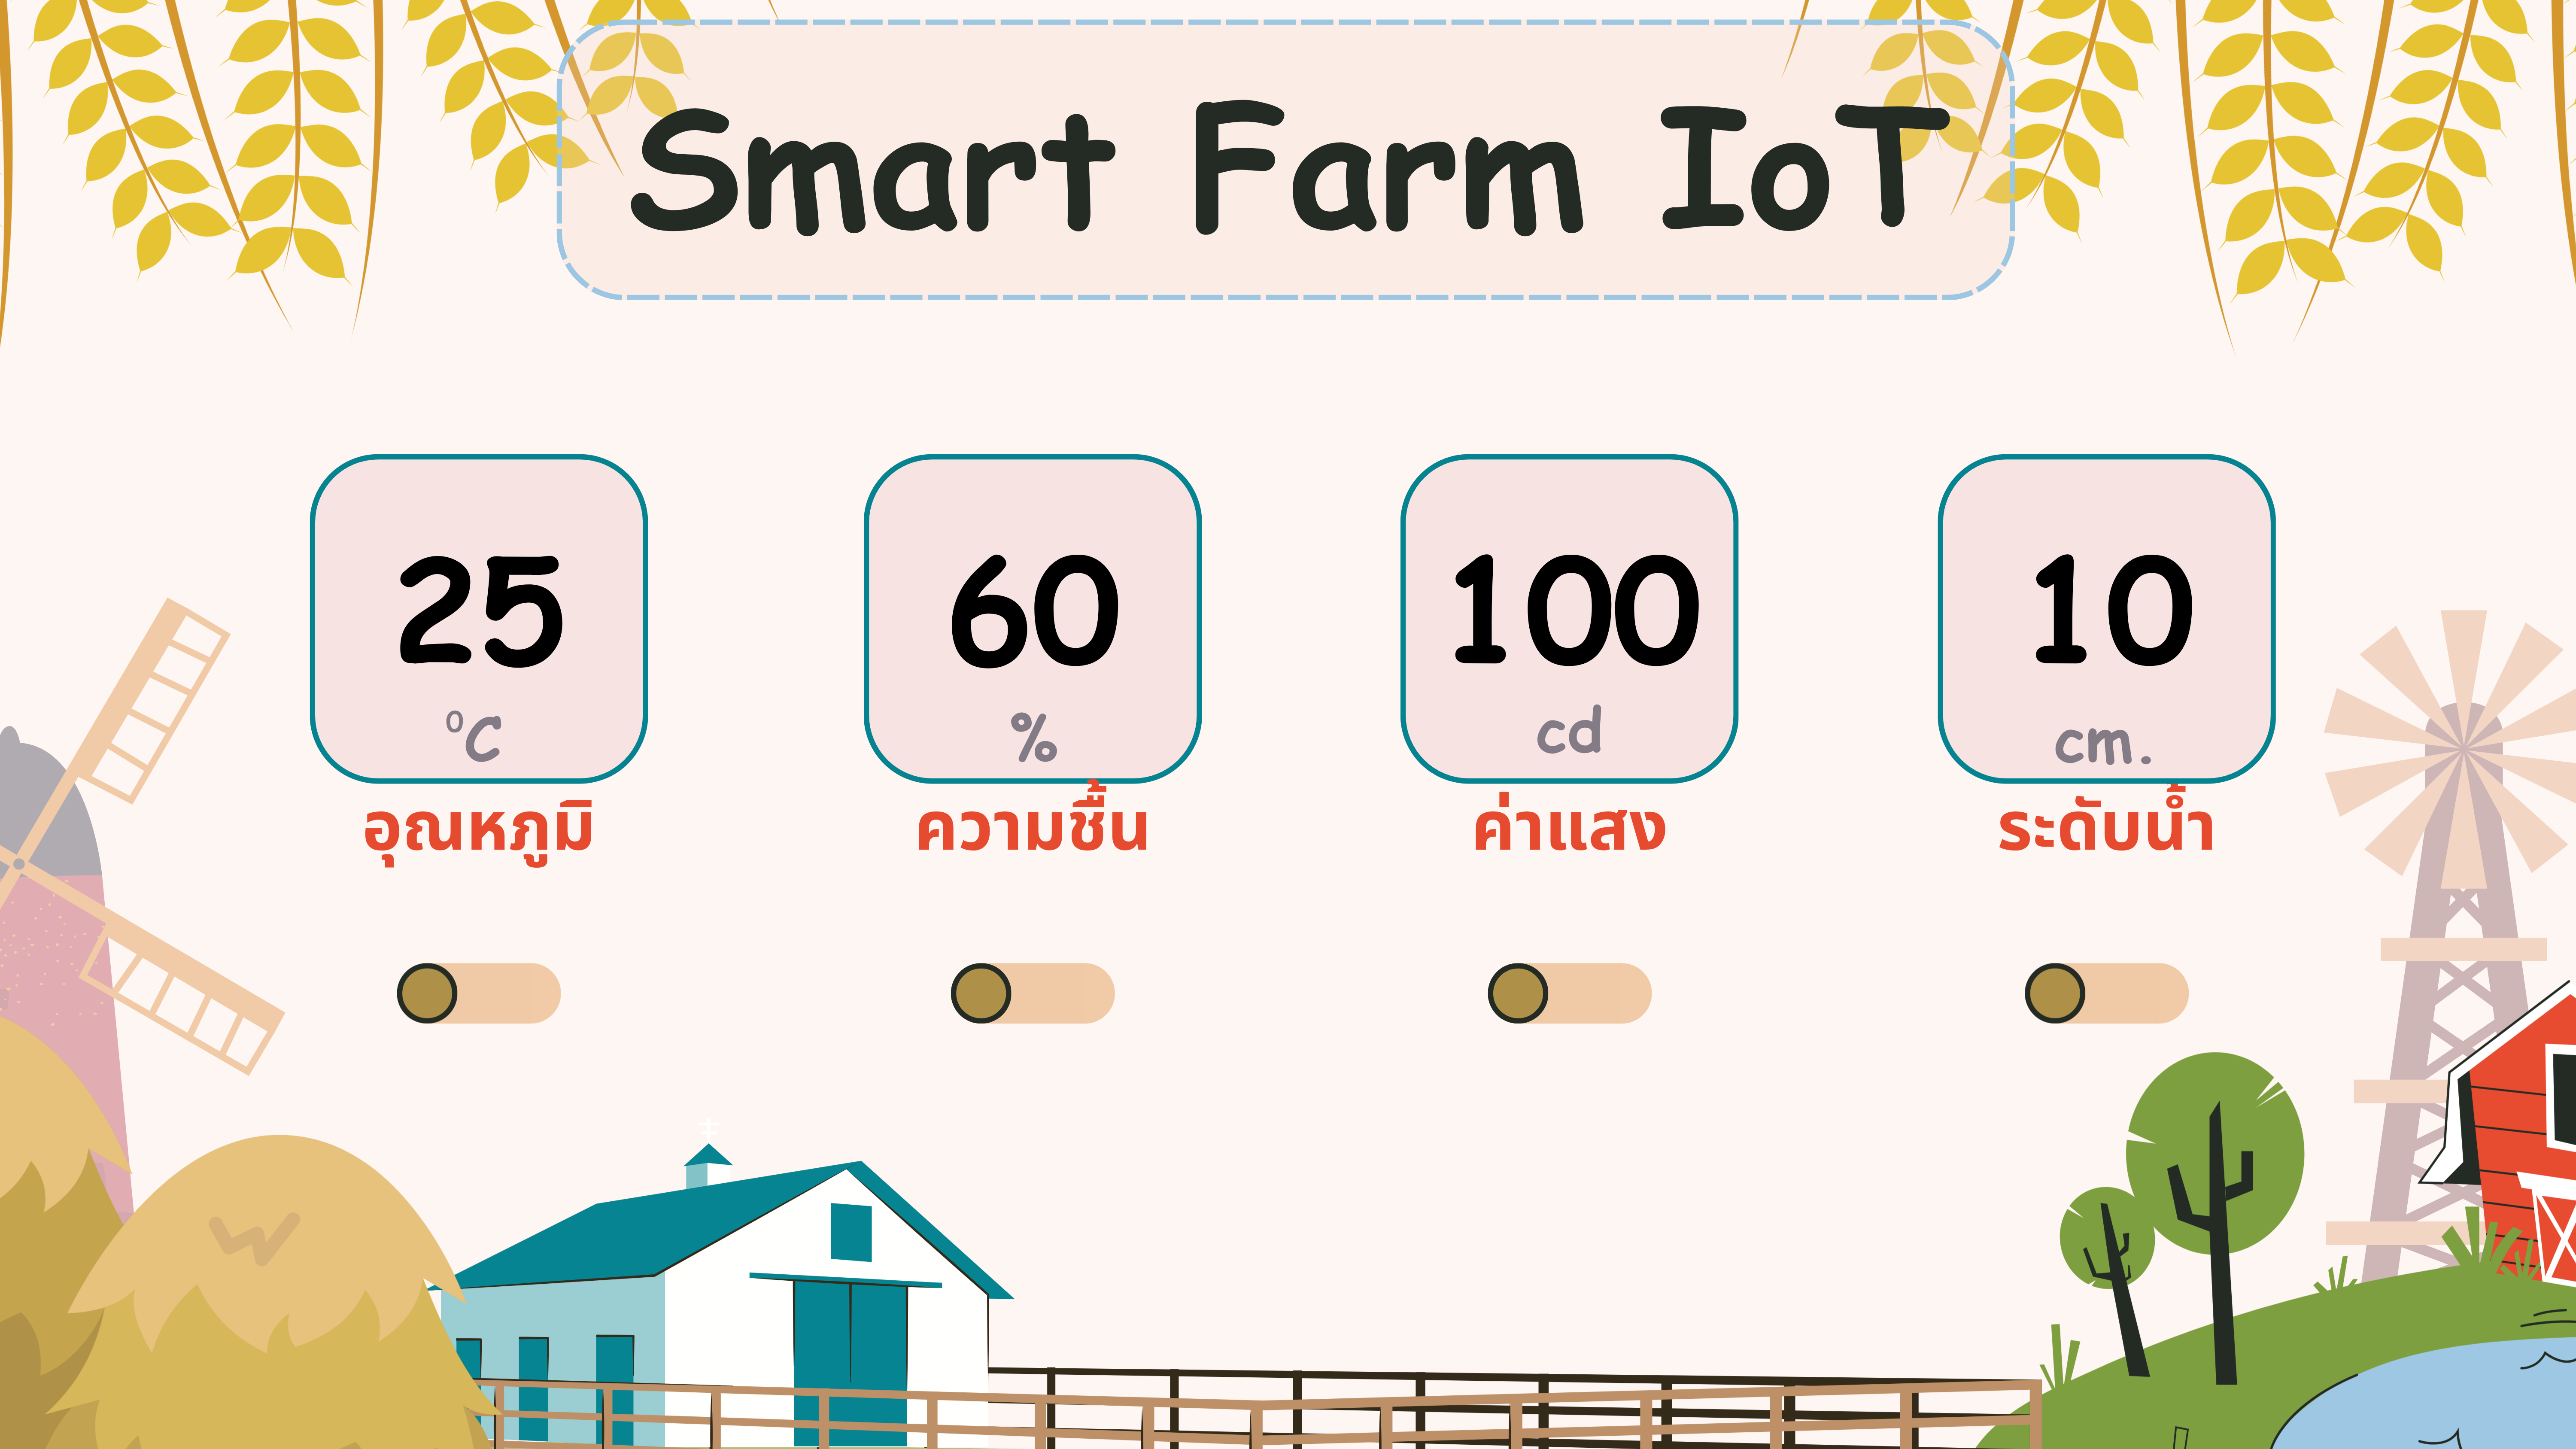 Smart Farm IoT
25
°C
อุณหภูมิ
60
%
ความชื้น
100
cd
ค่าแสง
10
cm.
ระดับน้ำ